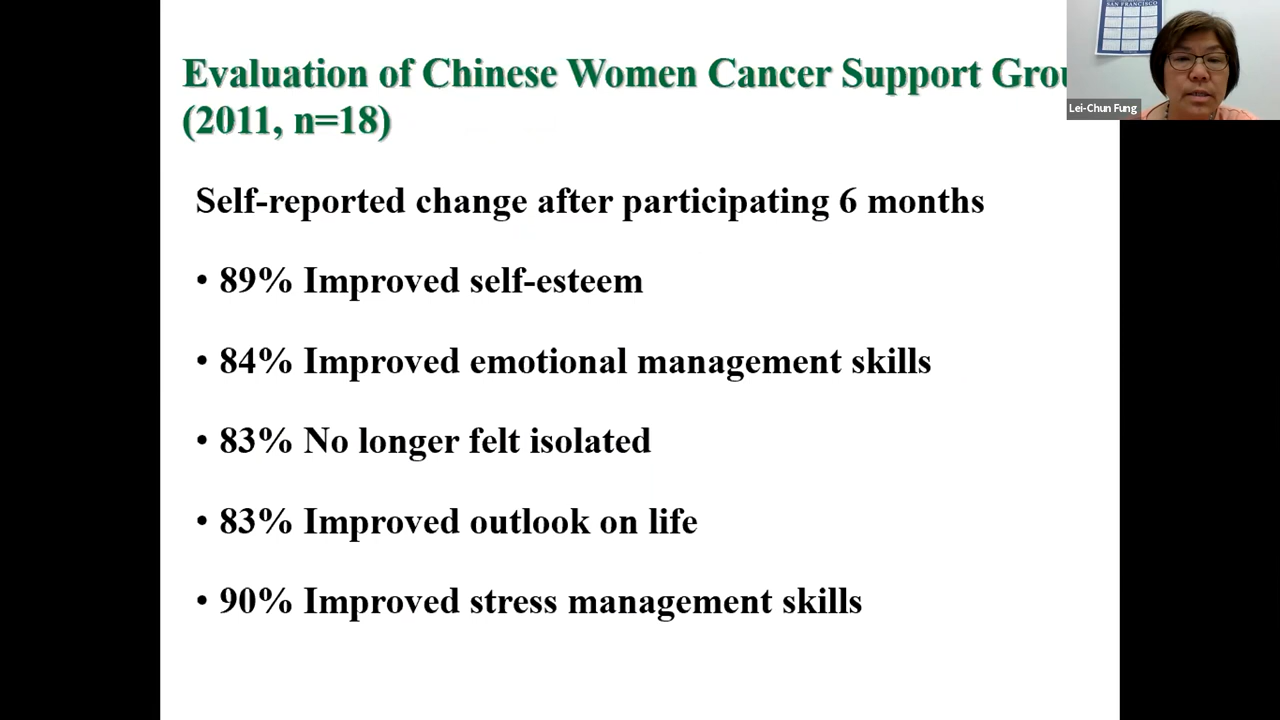 Evaluation of Chinese Women Cancer Support Grou
(2011, n=18)
Self-reported change after participating 6 months
• 89% Improved self-esteem
• 84% Improved emotional management skills
• 83% No longer felt isolated
• 83% Improved outlook on life
• 90% Improved stress management skills
SAN FRANCISCO
Lei-Chun Fung